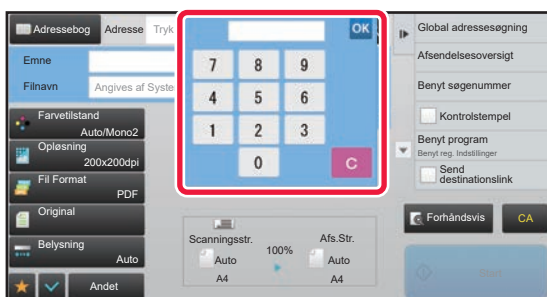 Adressebog
Adresse
Tryk
OK
7 8 9
4 5 6
1 2 3
0 C
Emne
Filnavn
Angives af Syste
Farvetilstand
Auto/Mono2
Opløsning
200x200dpi
Fil Format
PDF
Original
Belysning
Auto
Andet
Scanningsstr.
Auto
A4
100%
Afs.Str.
Auto
A4
Global adressesøgning
Afsendelsesoversigt
Benyt søgenummer
Kontrolstempel
Benyt program
Benyt reg. Indstillinger
Send
destinationslink
Forhåndsvis
CA
Start